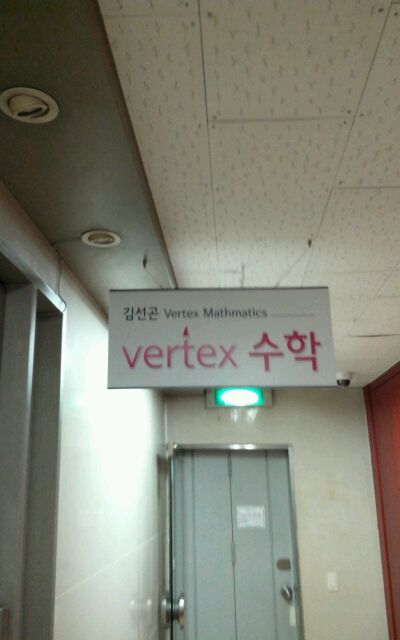 김선곤 Vertex Mathmatics
vertex 수학